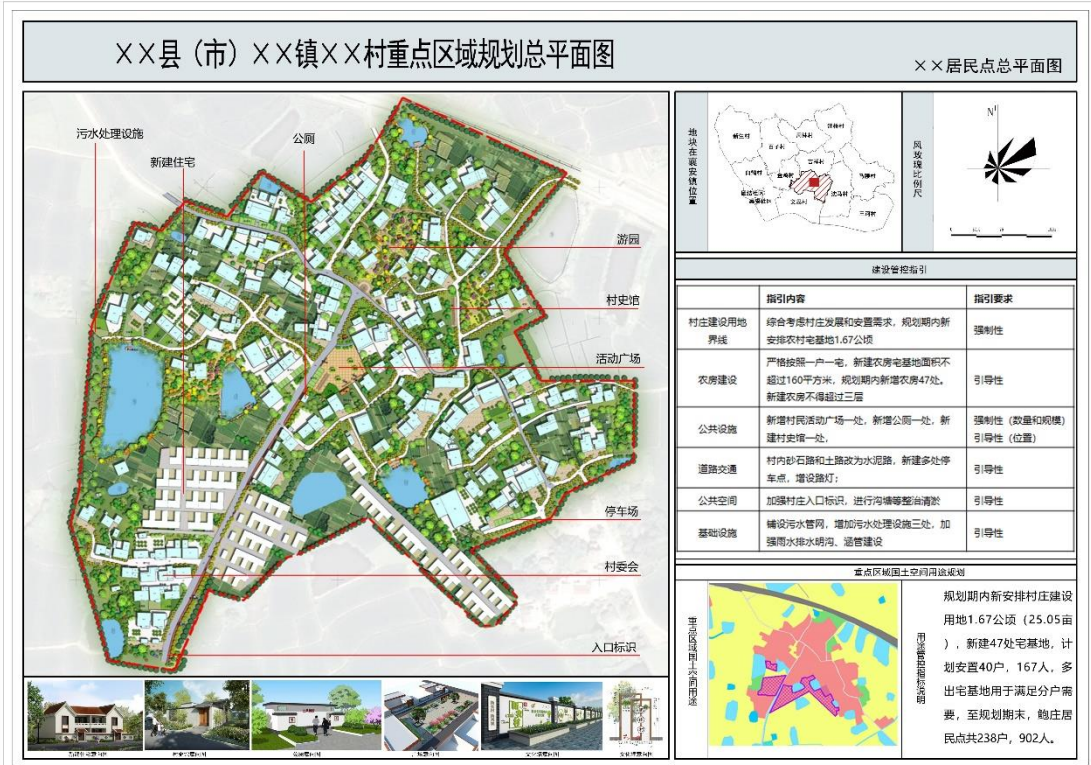 ××县（市）××镇××村重点区域规划总平面图
××居民点总平面图
污水处理设施
新建住宅
公厕
游园
村史馆
活动广场
停车场
村委会
入口标识
地块在襄安镇位置
风玫瑰比例尺
N
建设管控指引
指引内容
指引要求
村庄建设用地
界线
综合考虑村庄发展和安置需求，规划期内新
安排农村宅基地1.67公顷
强制性
农房建设
严格按照一户一宅，新建农房宅基地面积不
超过160平方米，规划期内新增农房47处。
新建农房不得超过三层
引导性
公共设施
新增村民活动广场一处，新增公厕一处，新
建村史馆一处，
强制性（数量和规模）
引导性（位置）
道路交通
村内砂石路和土路改为水泥路，新建多处停
车点，增设路灯；
引导性
公共空间
加强村庄入口标识，进行沟塘等整治清淤
引导性
基础设施
铺设污水管网，增加污水处理设施三处，加
强雨水排水明沟、涵管建设
引导性
重点区域国土空间用途规划
重点区域国土空间用途
用途管控指标说明
规划期内新安排村庄建设
用地1.67公顷（25.05亩
），新建47处宅基地，计
划安置40户，167人，多
出宅基地用于满足分户需
要，至规划期末，鲍庄居
民点共238户，902人。